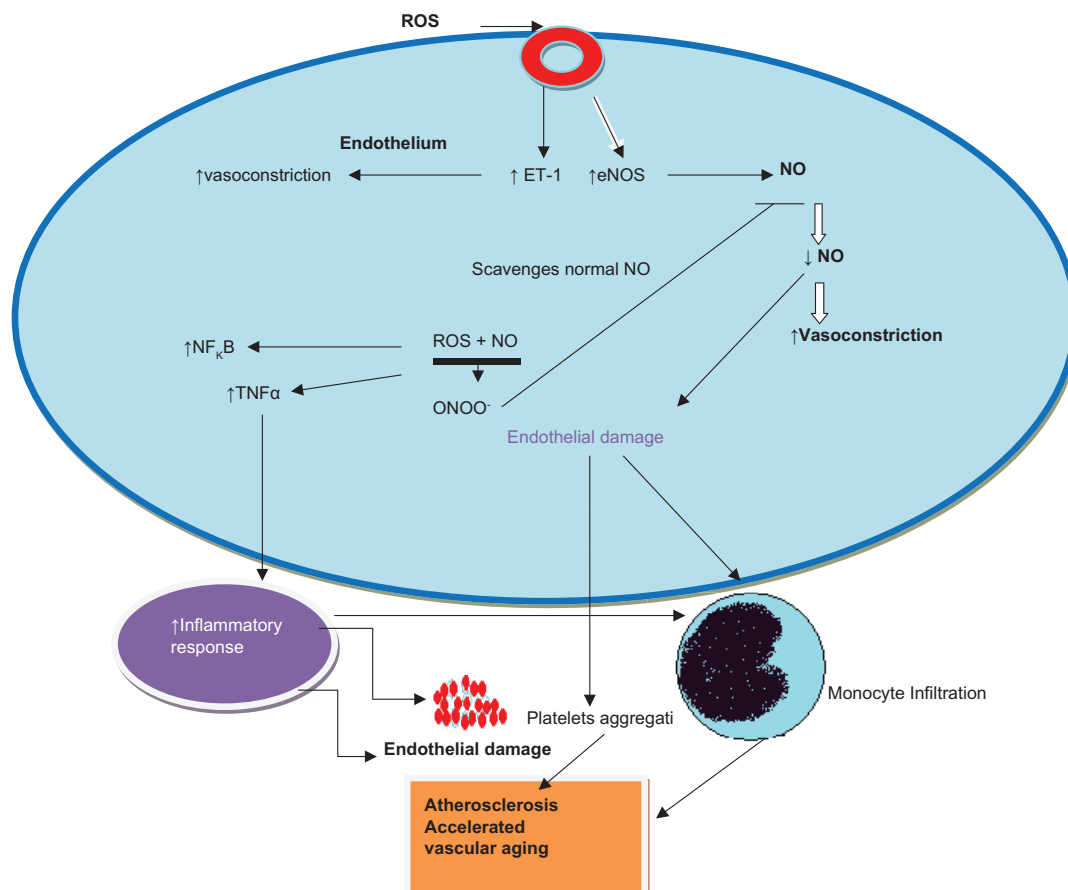 ROS
Endothelium
↑vasoconstriction
↑ ET-1
↑eNOS
NO
Scavenges normal NO
↓ NO
↑Vasoconstriction
↑NFκB
ROS + NO
↑TNFα
ONOO⁻
Endothelial damage
↑Inflammatory
response
Monocyte Infiltration
Platelets aggregati
Endothelial damage
Atherosclerosis
Accelerated
vascular aging